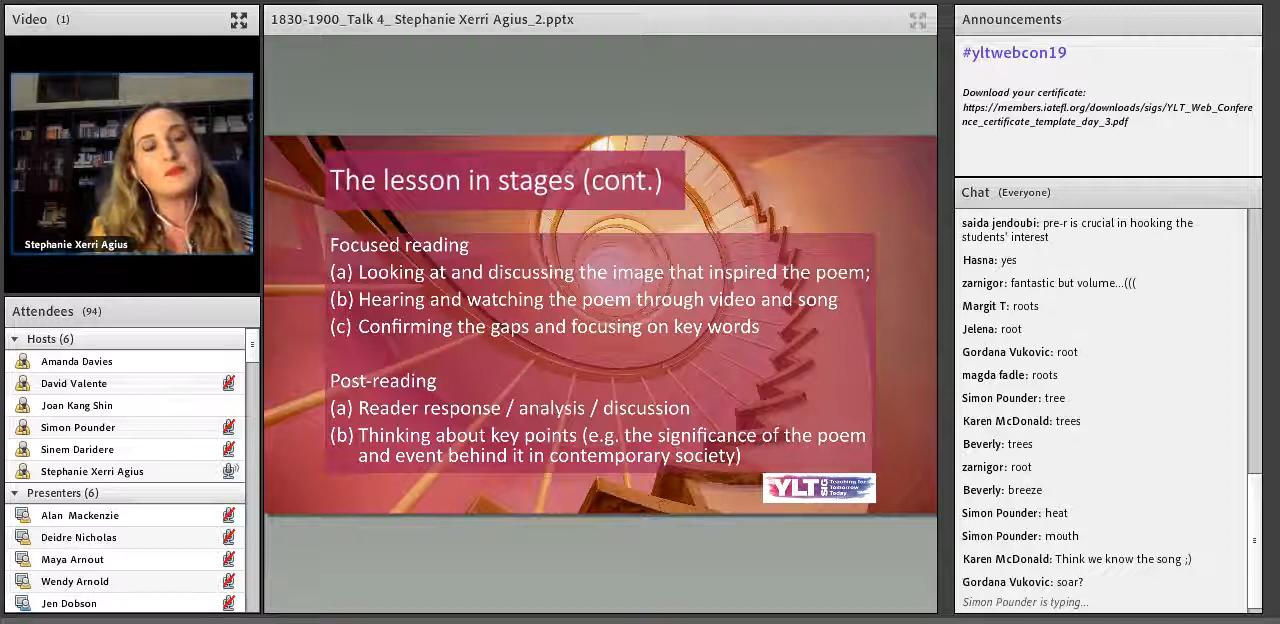 Video (1)
Stephanie Xerri Agius
Attendees (94)
Hosts (6)
Amanda Davies
David Valente
Joan Kang Shin
Simon Pounder
Sinem Daridere
Stephanie Xerri Agius
Presenters (6)
Alan Mackenzie
Deidre Nicholas
Maya Arnout
Wendy Arnold
Jen Dobson
1830-1900_Talk 4_ Stephanie Xerri Agius_2.pptx
The lesson in stages (cont.)
Focused reading
(a) Looking at and discussing the image that inspired the poem;
(b) Hearing and watching the poem through video and song
(c) Confirming the gaps and focusing on key words
Post-reading
(a) Reader response / analysis / discussion
(b) Thinking about key points (e.g. the significance of the poem
and event behind it in contemporary society)
YLT SIG Teaching for
Tomorrow
Today
Announcements
#yltwebcon19
Download your certificate:
https://members.iatefl.org/downloads/sigs/YLT_Web_Confere
nce_certificate_template_day_3.pdf
Chat (Everyone)
saida jendoubi: pre-r is crucial in hooking the
students' interest
Hasna: yes
zarnigor: fantastic but volume...(((
Margit T: roots
Jelena: root
Gordana Vukovic: root
magda fadle: roots
Simon Pounder: tree
Karen McDonald: trees
Beverly: trees
zarnigor: root
Beverly: breeze
Simon Pounder: heat
Simon Pounder: mouth
Karen McDonald: Think we know the song ;)
Gordana Vukovic: soar?
Simon Pounder is typing...